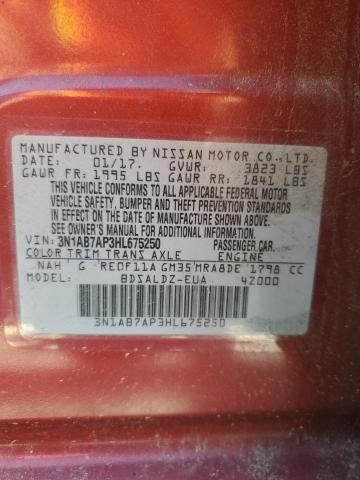 MANUFACTURED BY NISSAN MOTOR CO., LTD.
DATE: 01/17. GVWR: 3823 LBS
GAWR FR: 1995 LBS GAWR RR: 1841 LBS
THIS VEHICLE CONFORMS TO ALL APPLICABLE FEDERAL MOTOR
VEHICLE SAFETY, BUMPER AND THEFT PREVENTION STANDARDS
IN EFFECT ON THE DATE OF MANUFACTURE SHOWN ABOVE.
SEE OWNER'S MANUAL FOR ADDITIONAL INFORMATION.
VIN: 3N1AB7AP3HL675250 PASSENGER CAR.
COLOR TRIM TRANS AXLE ENGINE
NAH G RE0F11A GM35 MRA8DE 1798 CC
MODEL: BDSALDZ-EUA 4Z000
3N1AB7AP3HL675250